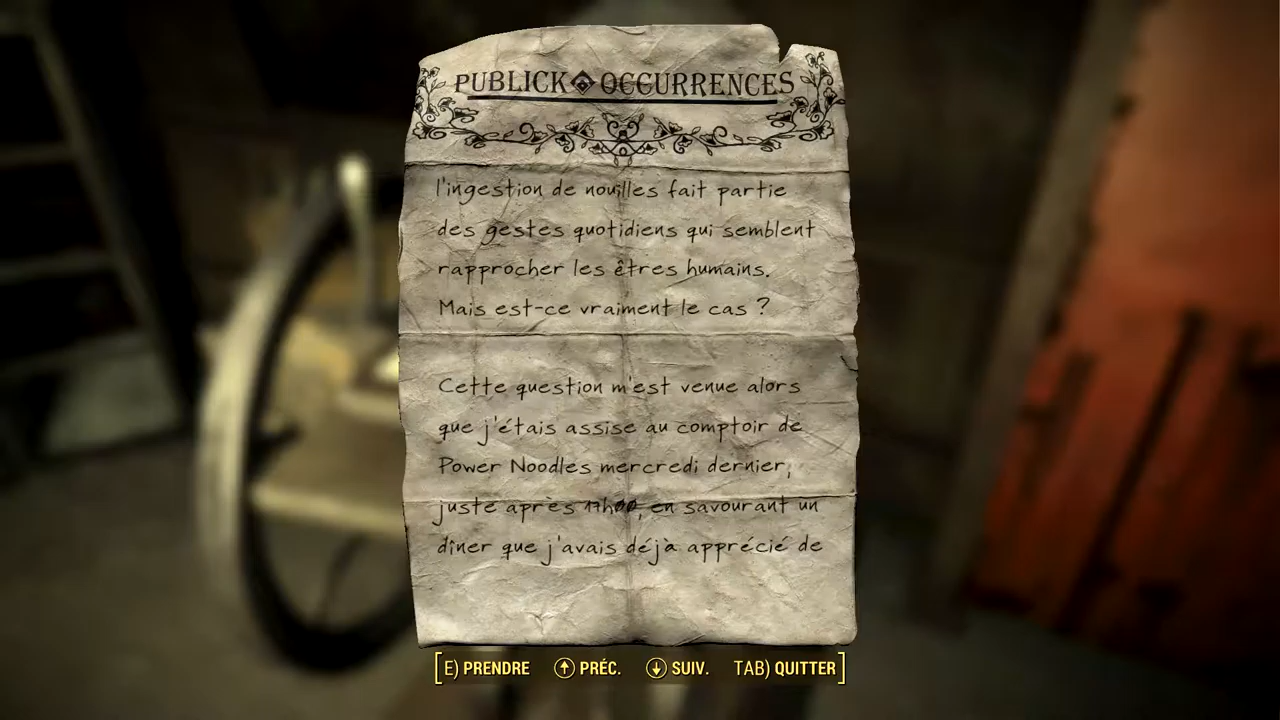 PUBLICK OCCURRENCES
l'ingestion de nouilles fait partie
des gestes quotidiens qui semblent
rapprocher les êtres humains.
Mais est-ce vraiment le cas ?
Cette question m'est venue alors
que j'étais assise au comptoir de
Power Noodles mercredi dernier,
juste après 17h00, en savourant un
dîner que j'avais déjà apprécié de
E) PRENDRE PRÉC. SUIV. TAB) QUITTER